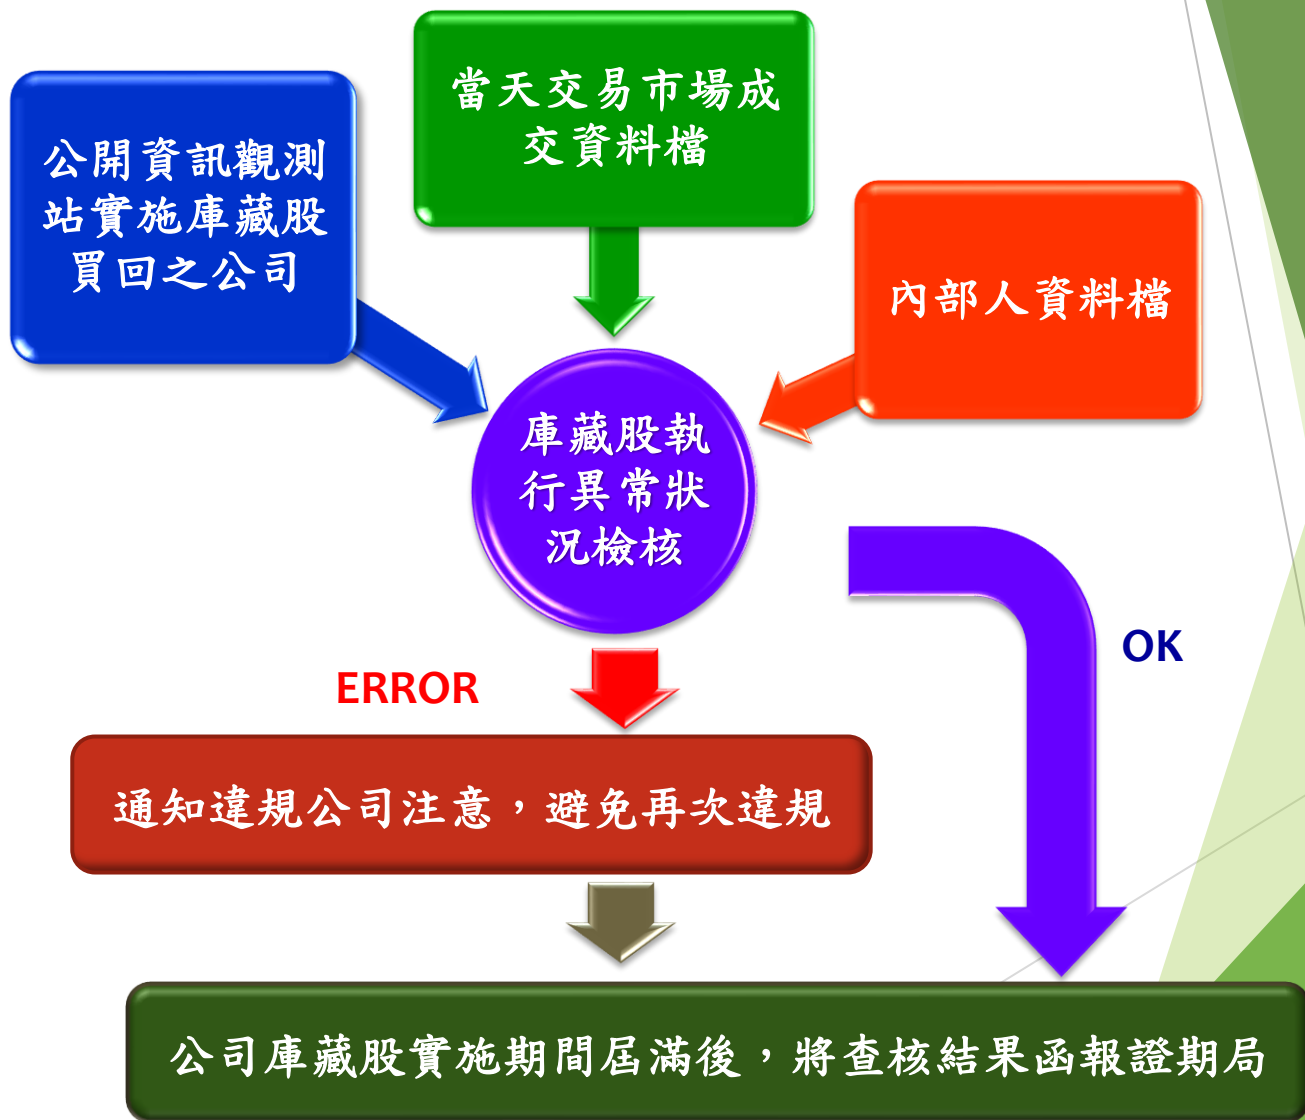 當天交易市場成
交資料檔
公開資訊觀測
站實施庫藏股
買回之公司
內部人資料檔
庫藏股執
行異常狀
況檢核
OK
ERROR
通知違規公司注意，避免再次違規
公司庫藏股實施期間屆滿後，將查核結果函報證期局